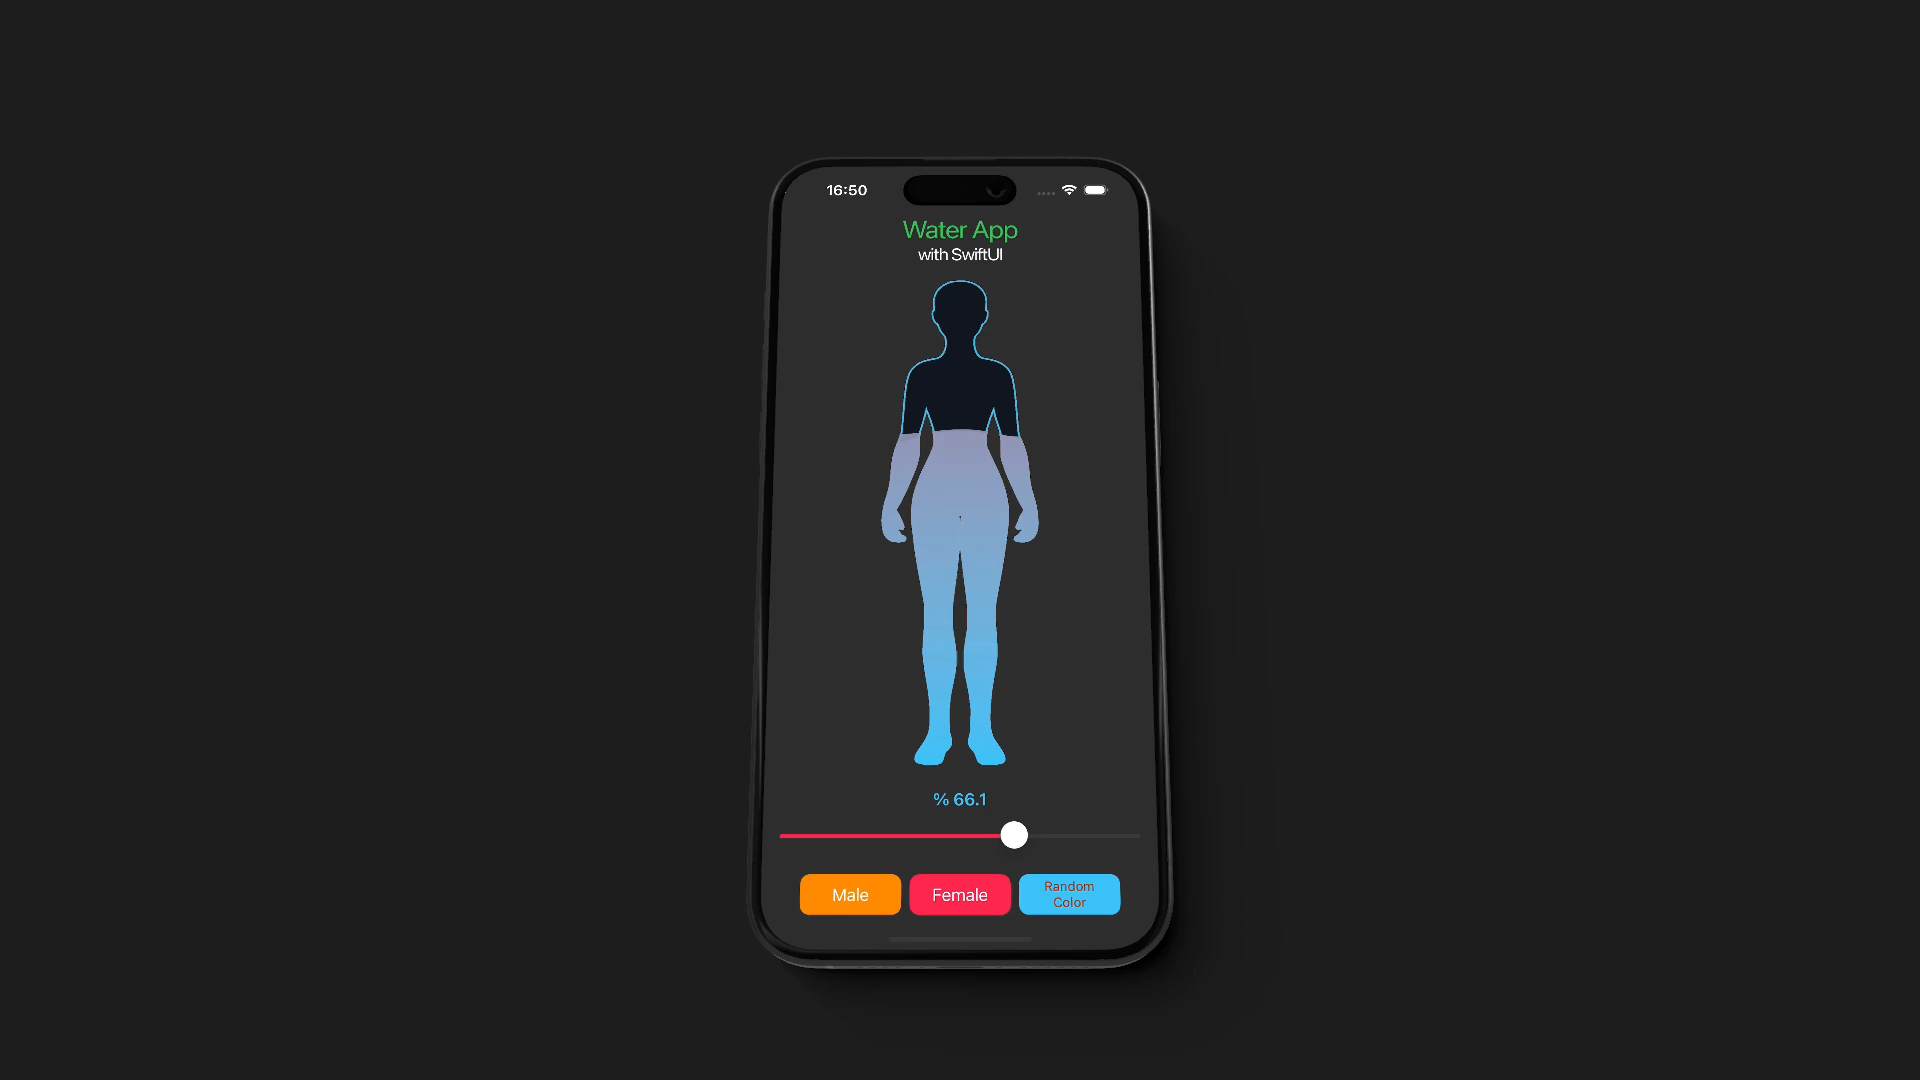 16:50
Water App
with SwiftUI
% 66.1
Male
Female
Random
Color